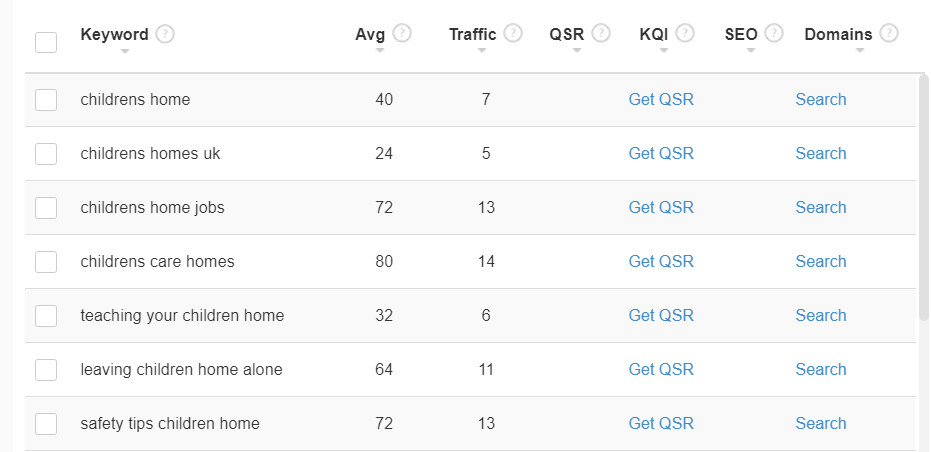 Keyword ? Avg ? Traffic ? QSR ? KQI ? SEO ? Domains ?
childrens home 40 7 Get QSR Search
childrens homes uk 24 5 Get QSR Search
childrens home jobs 72 13 Get QSR Search
childrens care homes 80 14 Get QSR Search
teaching your children home 32 6 Get QSR Search
leaving children home alone 64 11 Get QSR Search
safety tips children home 72 13 Get QSR Search